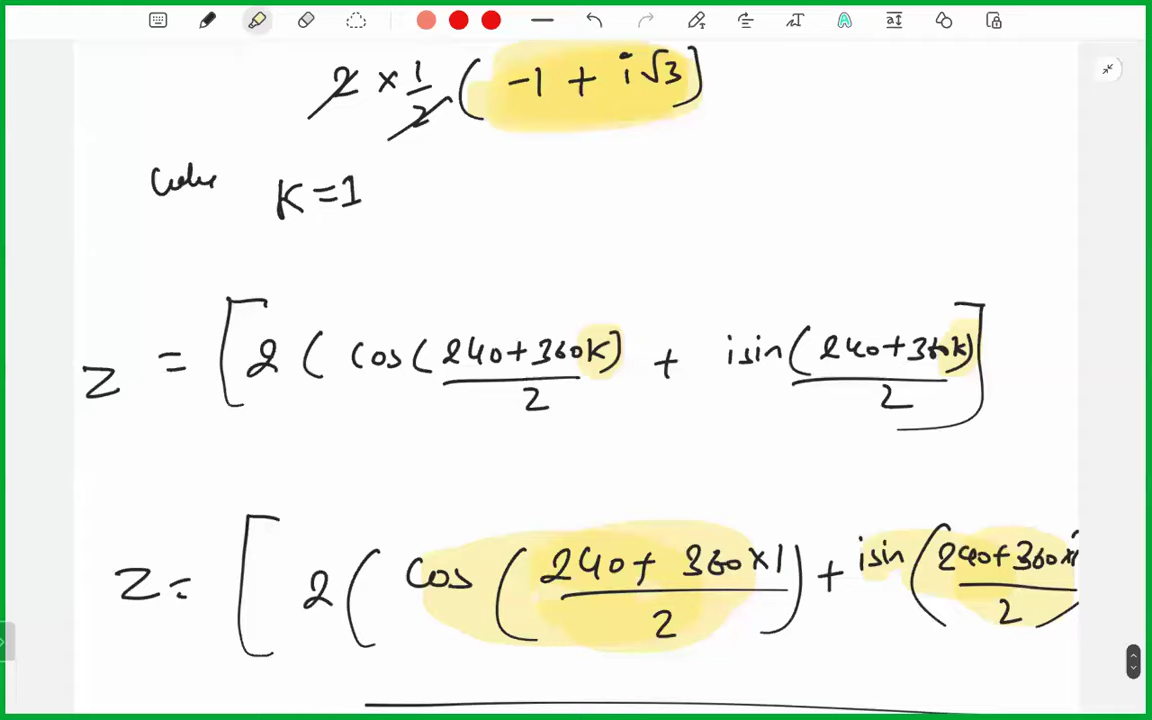 2 × 1/2 ( -1 + i√3 )
K = 1
z = [ 2 ( cos ( 240 + 360K ) / 2 + isin ( 240 + 360K ) / 2 ]
z = [ 2 ( cos ( 240 + 360 × 1 / 2 ) + isin ( 240 + 360 × 1 / 2 )